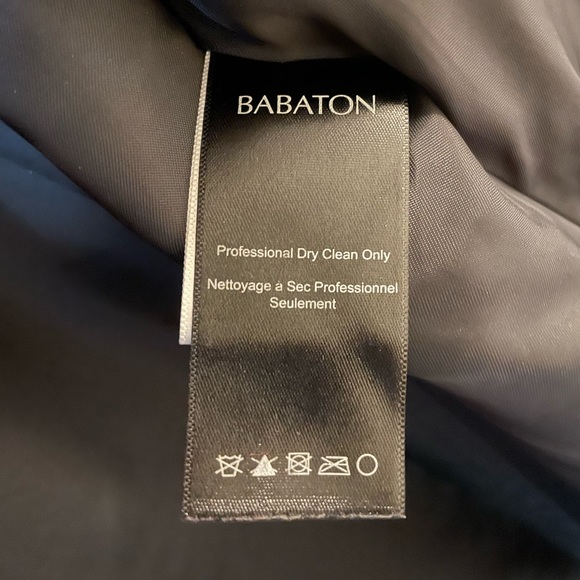 BABATON
Professional Dry Clean Only
Nettoyage à Sec Professionnel
Seulement